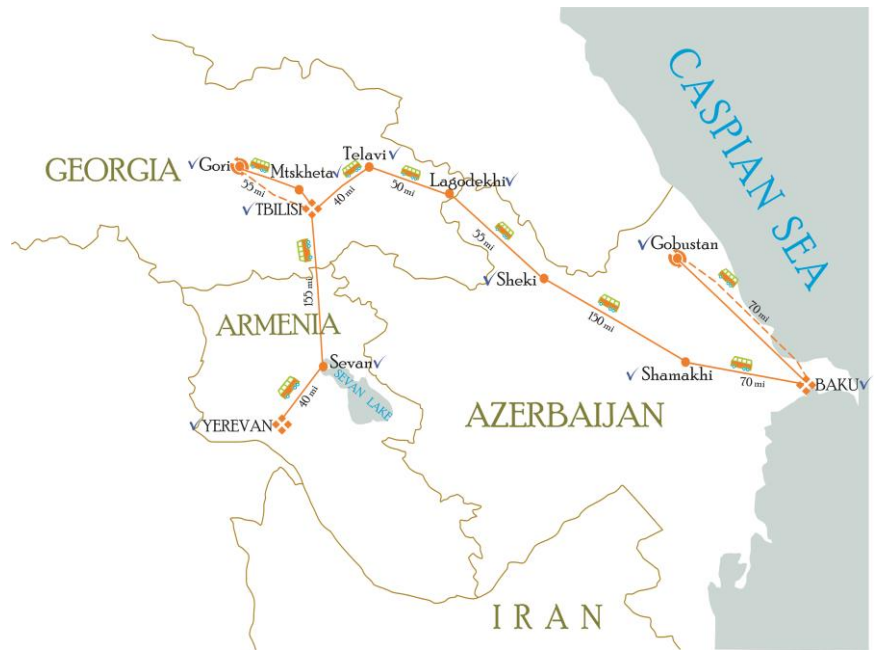 CASPIAN SEA
GEORGIA
Gori
Mtskheta
Telavi
Lagodekhi
55 mi
TBILISI
40 mi
50 mi
55 mi
Sheki
Gobustan
70 mi
155 mi
150 mi
ARMENIA
Sevan
SEVAN LAKE
40 mi
YEREVAN
Shamakhi
70 mi
BAKU
AZERBAIJAN
IRAN